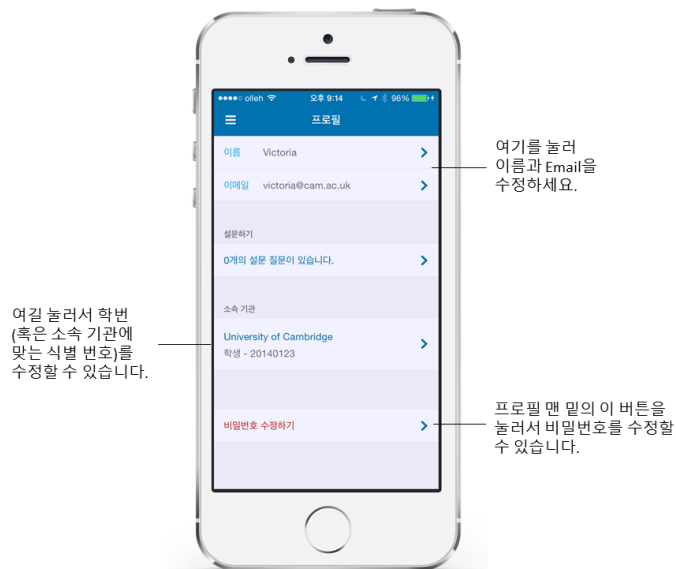 olleh 오후 9:14 96%
프로필
이름 Victoria
이메일 victoria@cam.ac.uk
설문하기
0개의 설문 질문이 있습니다.
소속 기관
University of Cambridge
학생 - 20140123
비밀번호 수정하기
여기를 눌러
이름과 Email을
수정하세요.
여길 눌러서 학번
(혹은 소속 기관에
맞는 식별 번호)를
수정할 수 있습니다.
프로필 맨 밑의 이 버튼을
눌러서 비밀번호를 수정할
수 있습니다.